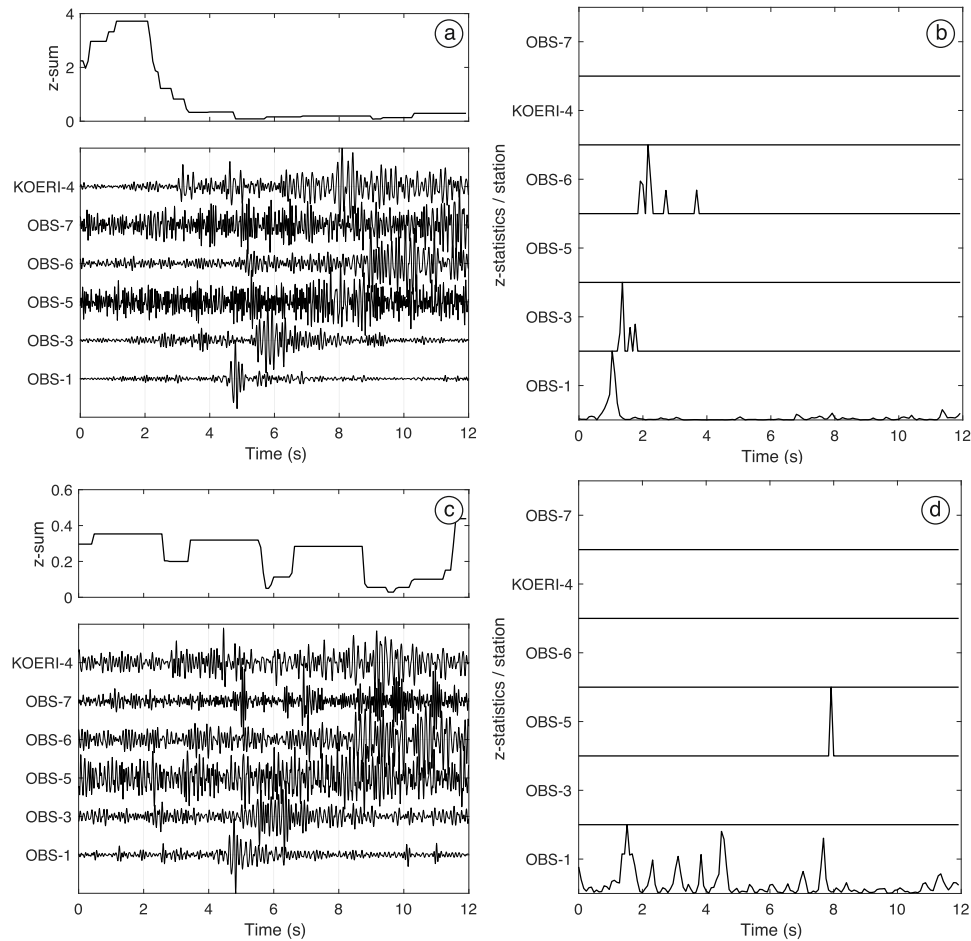 4
2
0
z-sum
a
KOERI-4
OBS-7
OBS-6
OBS-5
OBS-3
OBS-1
0 2 4 6 8 10 12
Time (s)
b
OBS-7
KOERI-4
OBS-6
OBS-5
OBS-3
OBS-1
z-statistics / station
0 2 4 6 8 10 12
Time (s)
0.6
0.4
0.2
0
z-sum
c
KOERI-4
OBS-7
OBS-6
OBS-5
OBS-3
OBS-1
0 2 4 6 8 10 12
Time (s)
d
OBS-7
KOERI-4
OBS-6
OBS-5
OBS-3
OBS-1
z-statistics / station
0 2 4 6 8 10 12
Time (s)